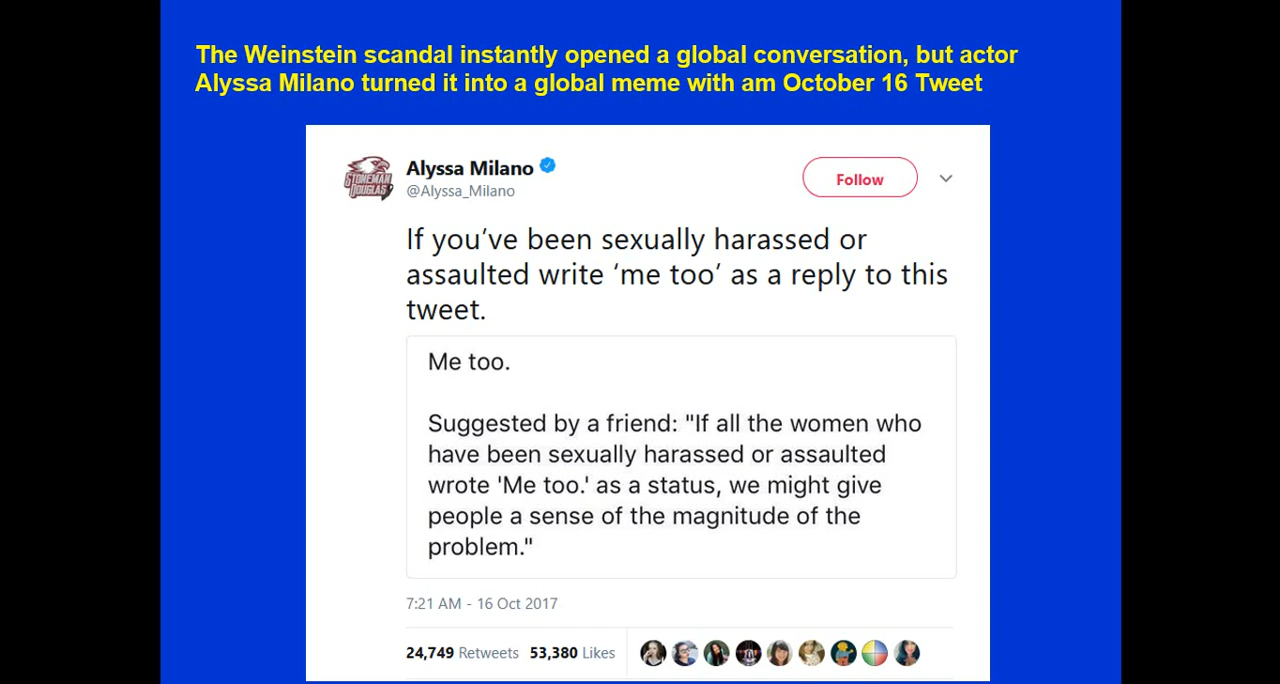 The Weinstein scandal instantly opened a global conversation, but actor
Alyssa Milano turned it into a global meme with am October 16 Tweet
STONEMAN
DOUGLAS
Alyssa Milano
@Alyssa_Milano
Follow
If you’ve been sexually harassed or
assaulted write ‘me too’ as a reply to this
tweet.
Me too.
Suggested by a friend: "If all the women who
have been sexually harassed or assaulted
wrote 'Me too.' as a status, we might give
people a sense of the magnitude of the
problem."
7:21 AM - 16 Oct 2017
24,749 Retweets 53,380 Likes